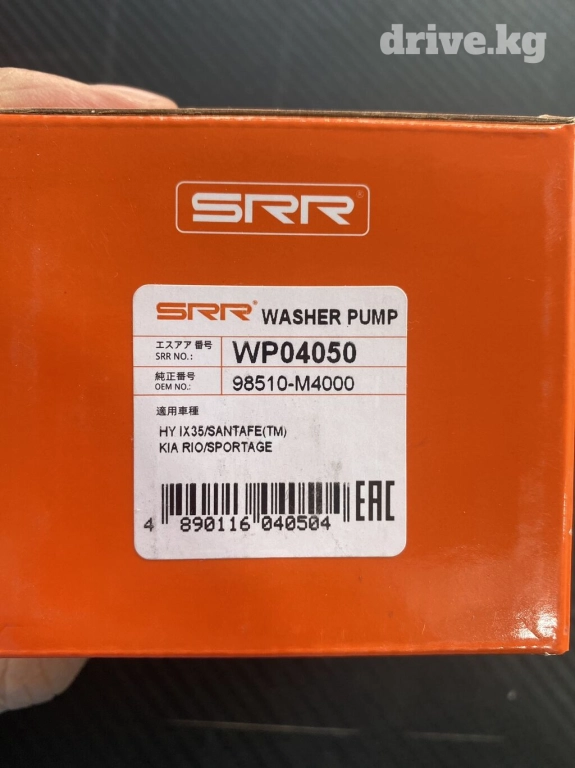 drive.kg
SRR®
SRR® WASHER PUMP
エスアア 番号
SRR NO.:
WP04050
純正番号
OEM NO.:
98510-M4000
適用車種
HY IX35/SANTAFE(TM)
KIA RIO/SPORTAGE
4 890116 040504
EAC